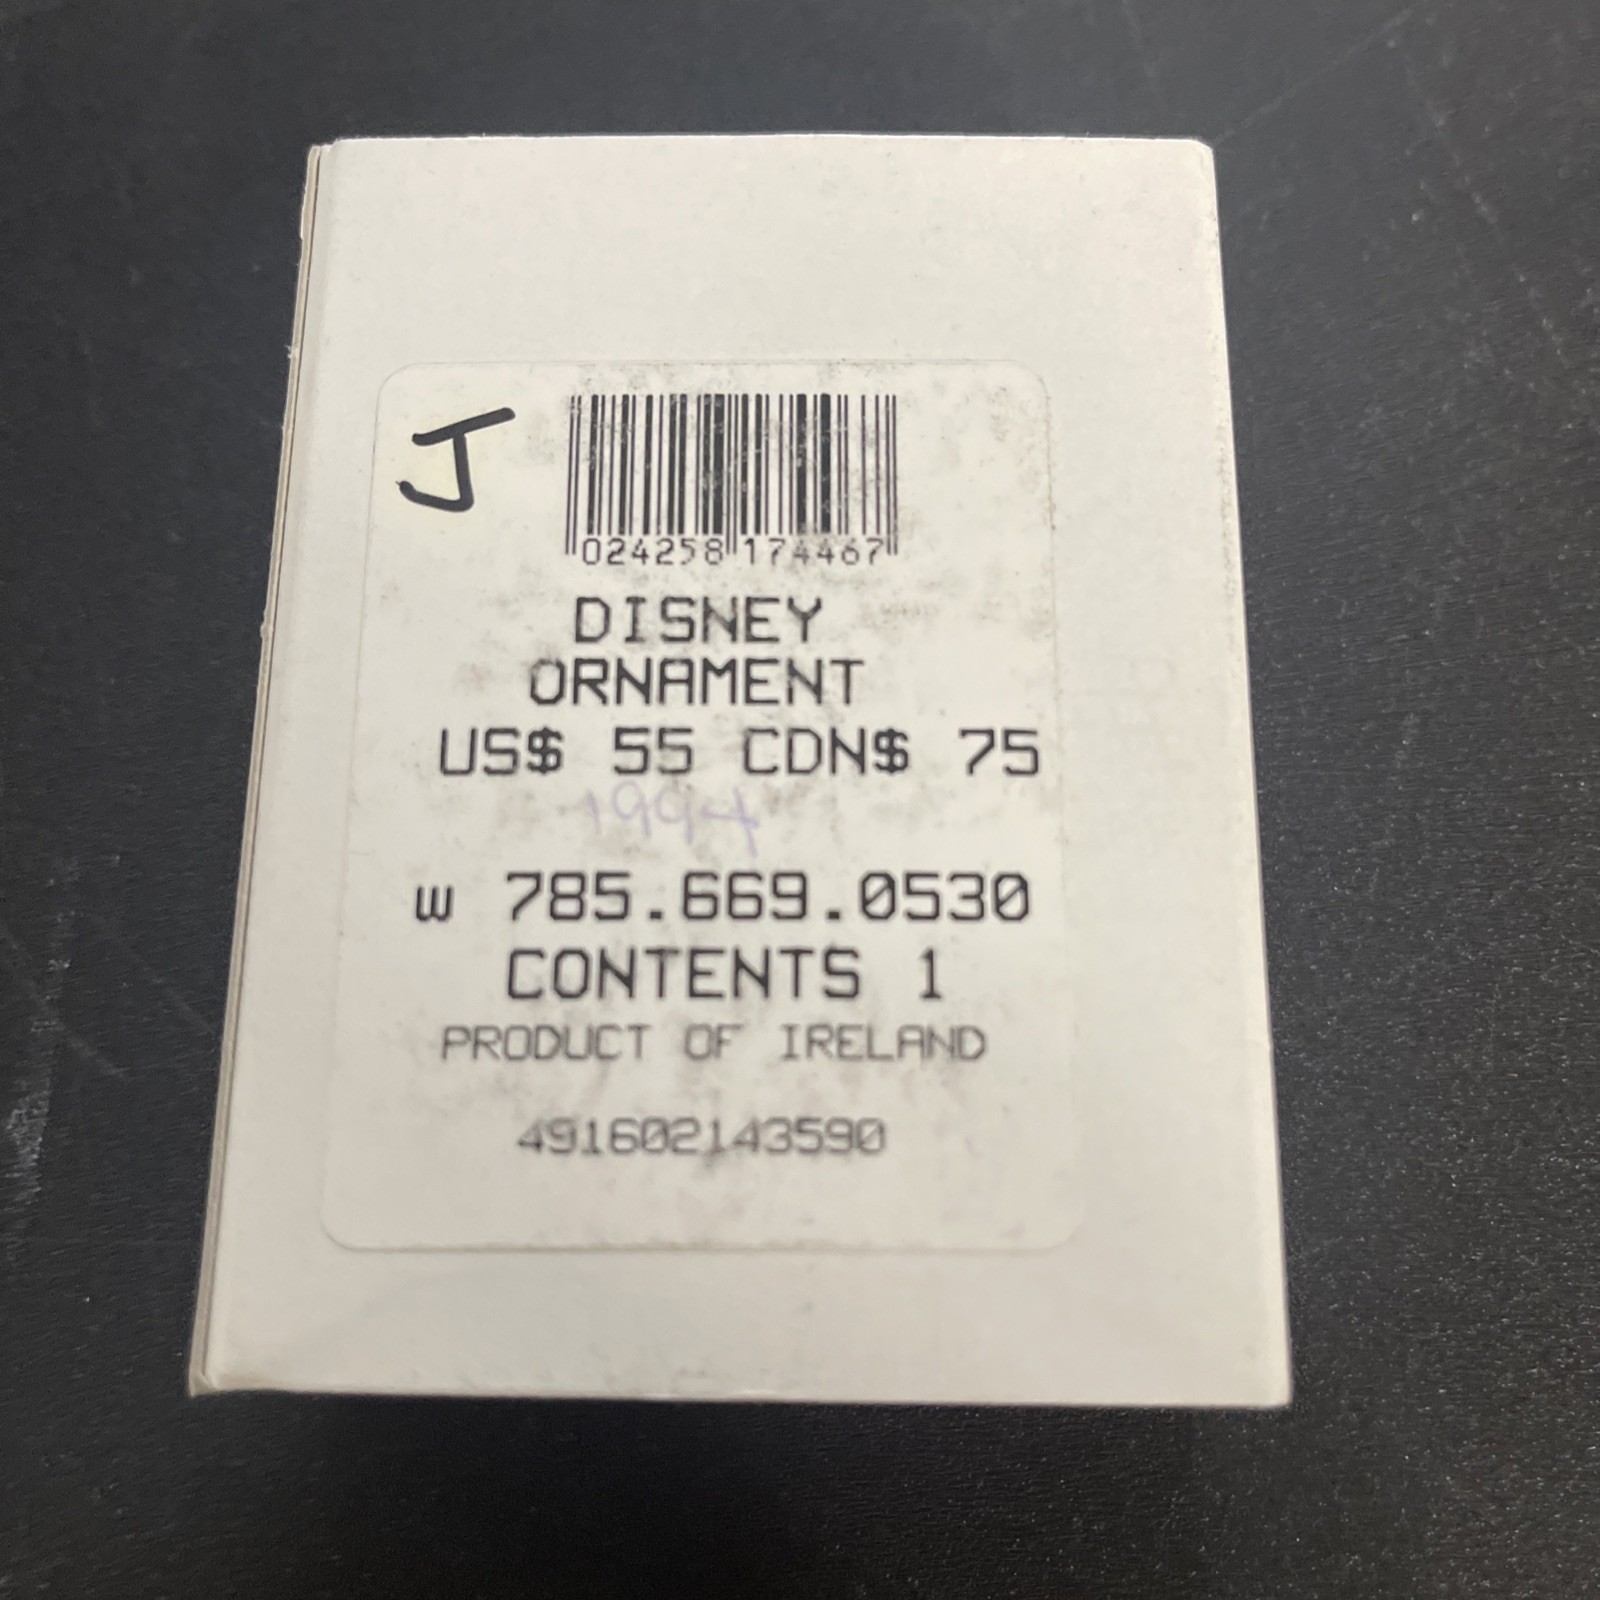 J
024258 174467
DISNEY
ORNAMENT
US$ 55 CDN$ 75
1994
W 785.669.0530
CONTENTS 1
PRODUCT OF IRELAND
491602143590